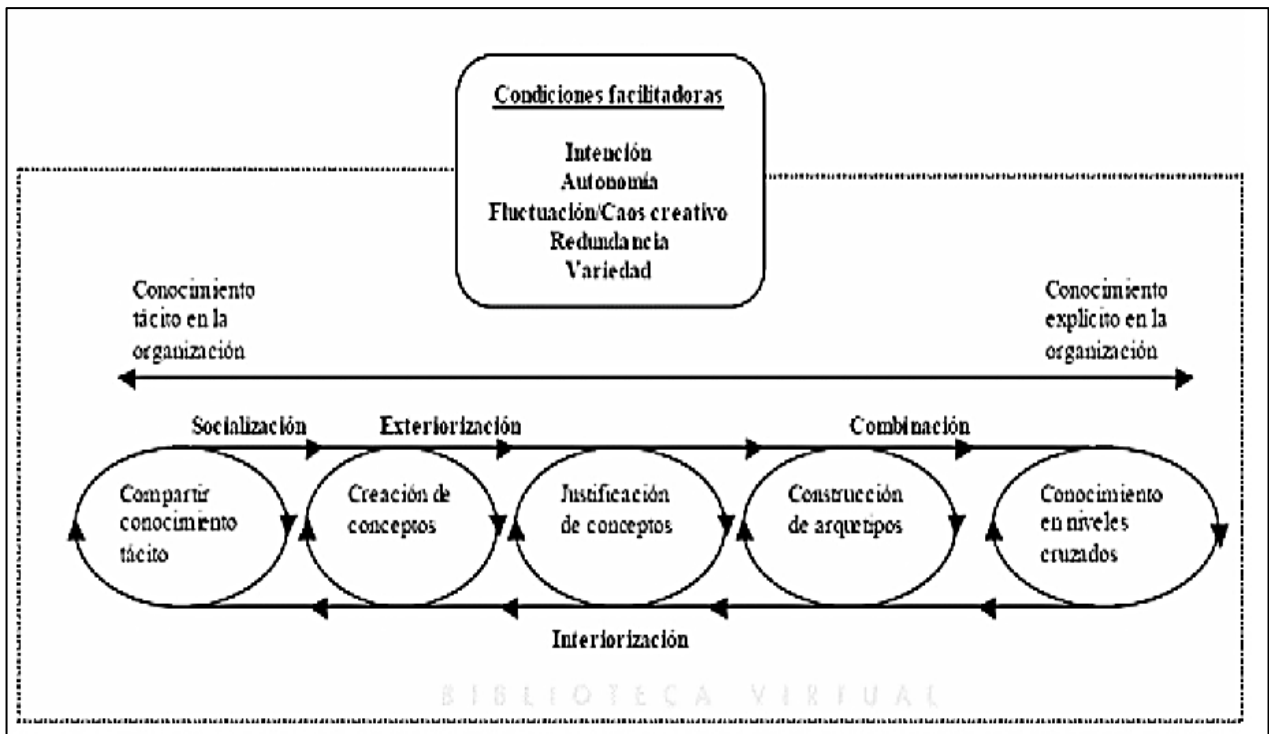 Condiciones facilitadoras
Intención
Autonomía
Fluctuación/Caos creativo
Redundancia
Variedad
Conocimiento
tácito en la
organización
Conocimiento
explícito en la
organización
Socialización
Exteriorización
Combinación
Compartir
conocimiento
tácito
Creación de
conceptos
Justificación
de conceptos
Construcción
de arquetipos
Conocimiento
en niveles
cruzados
Interiorización
BIBLIOTECA VIRTUAL